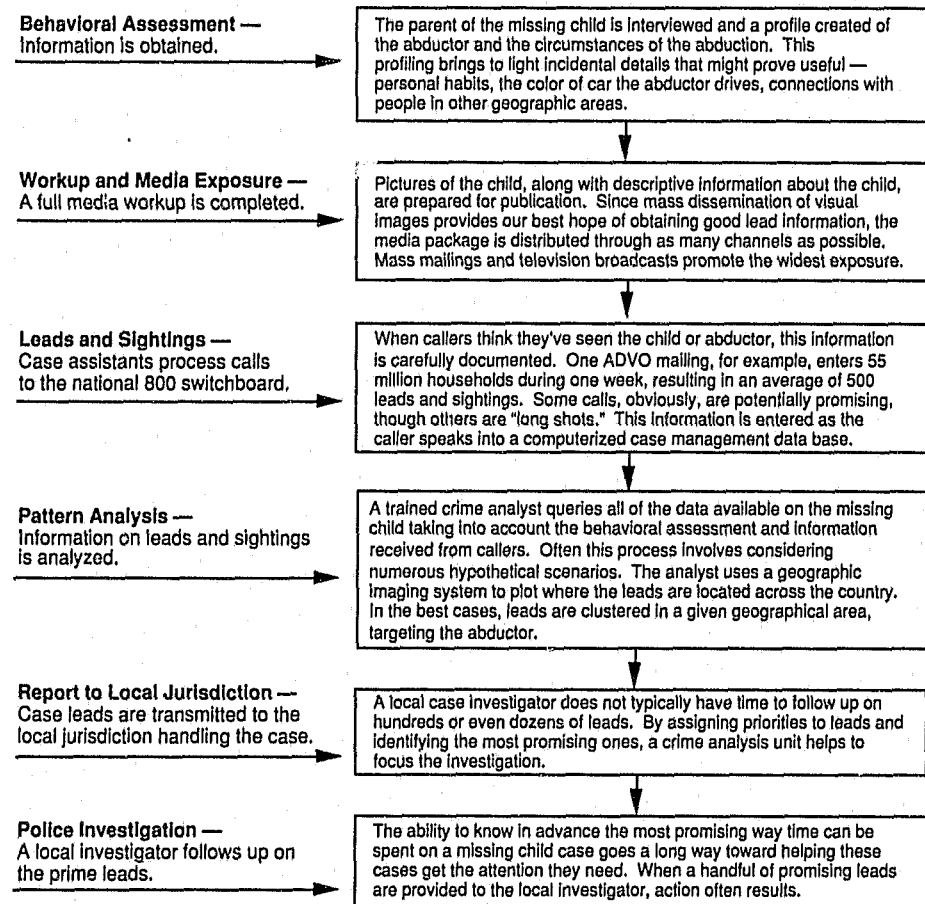 Behavioral Assessment —
Information is obtained.
The parent of the missing child is interviewed and a profile created
of the abductor and the circumstances of the abduction. This
profiling brings to light incidental details that might prove useful —
personal habits, the color of car the abductor drives, connections with
people in other geographic areas.
Workup and Media Exposure —
A full media workup is completed.
Pictures of the child, along with descriptive information about the child,
are prepared for publication. Since mass dissemination of visual
images provides our best hope of obtaining good lead information, the
media package is distributed through as many channels as possible.
Mass mailings and television broadcasts promote the widest exposure.
Leads and Sightings —
Case assistants process calls
to the national 800 switchboard.
When callers think they've seen the child or abductor, this information
is carefully documented. One ADVO mailing, for example, enters 55
million households during one week, resulting in an average of 500
leads and sightings. Some calls, obviously, are potentially promising,
though others are "long shots." This information is entered as the
caller speaks into a computerized case management data base.
Pattern Analysis —
Information on leads and sightings
is analyzed.
A trained crime analyst queries all of the data available on the missing
child taking into account the behavioral assessment and information
received from callers. Often this process involves considering
numerous hypothetical scenarios. The analyst uses a geographic
imaging system to plot where the leads are located across the country.
In the best cases, leads are clustered in a given geographical area,
targeting the abductor.
Report to Local Jurisdiction —
Case leads are transmitted to the
local jurisdiction handling the case.
A local case investigator does not typically have time to follow up on
hundreds or even dozens of leads. By assigning priorities to leads and
identifying the most promising ones, a crime analysis unit helps to
focus the investigation.
Police Investigation —
A local investigator follows up on
the prime leads.
The ability to know in advance the most promising way time can be
spent on a missing child case goes a long way toward helping these
cases get the attention they need. When a handful of promising leads
are provided to the local investigator, action often results.